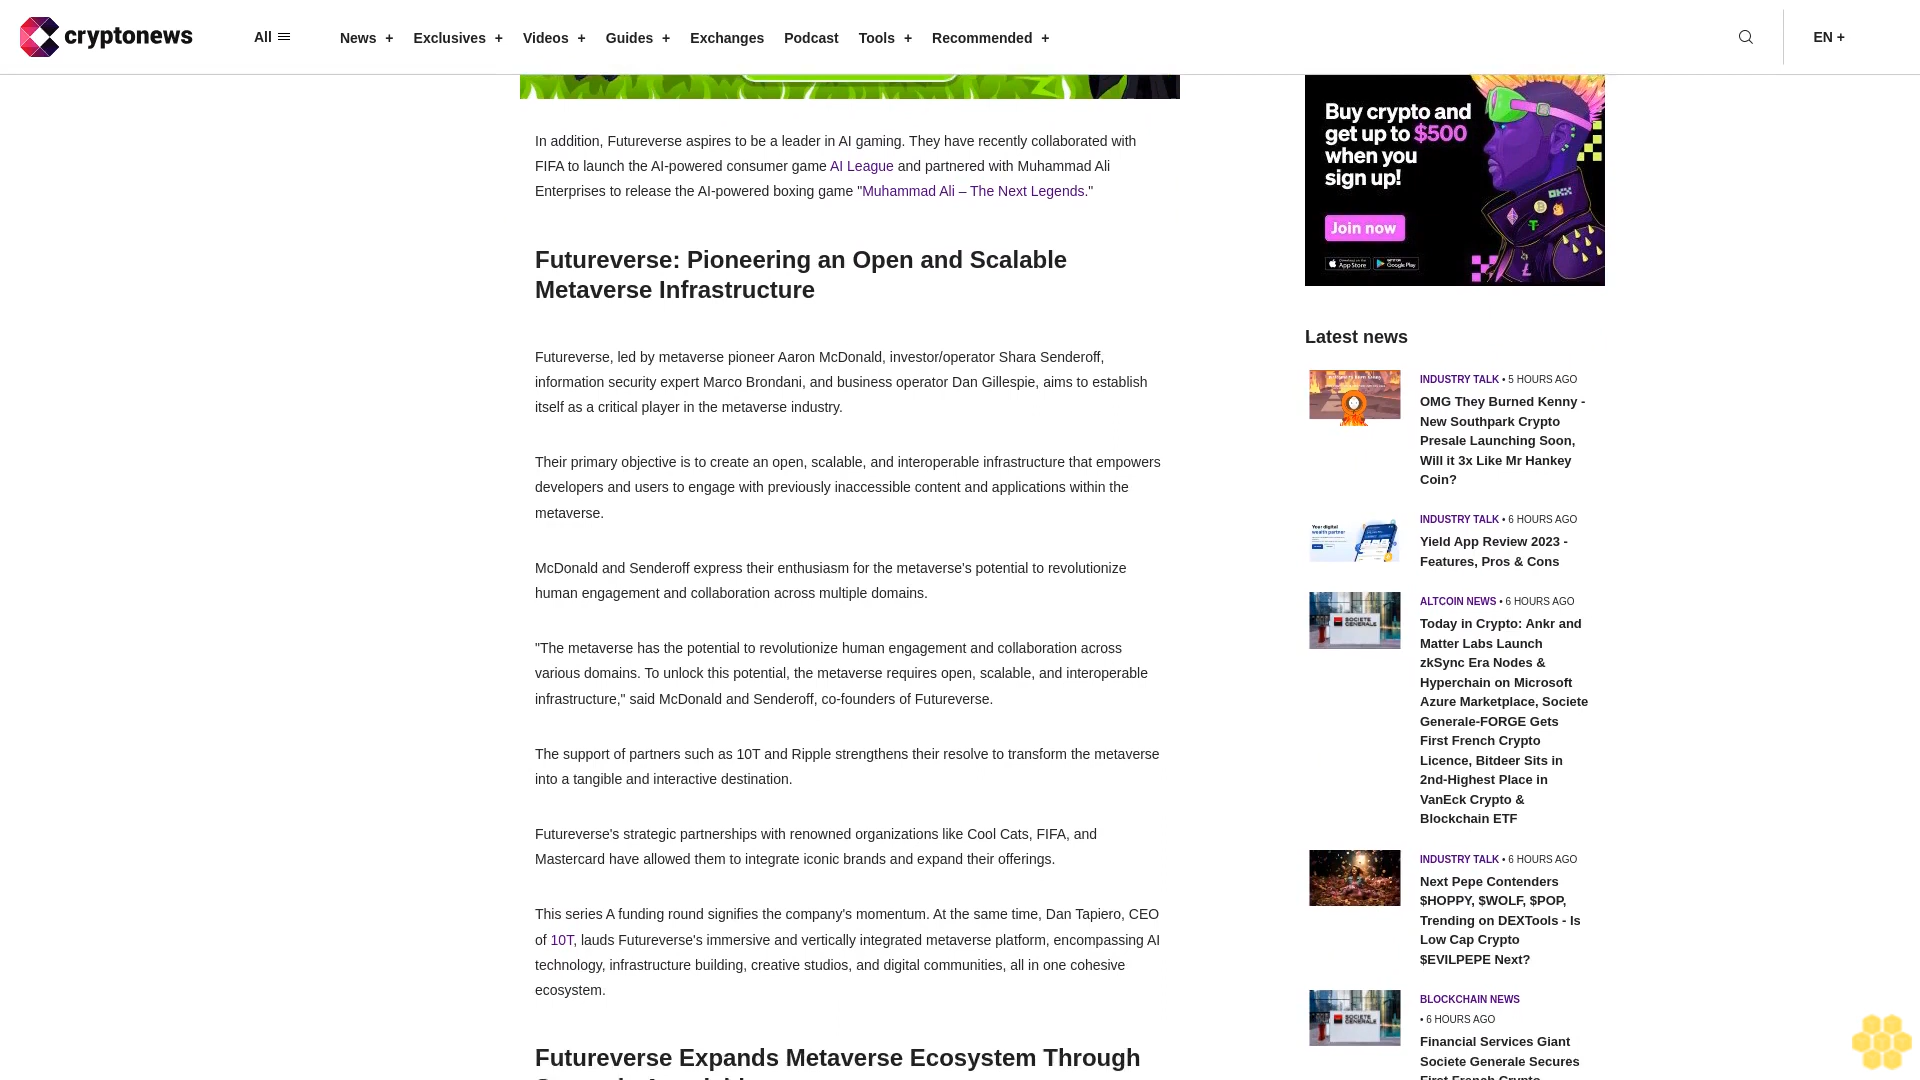 cryptonews
All
News +
Exclusives +
Videos +
Guides +
Exchanges
Podcast
Tools +
Recommended +
EN +
In addition, Futureverse aspires to be a leader in AI gaming. They have recently collaborated with
FIFA to launch the AI-powered consumer game AI League and partnered with Muhammad Ali
Enterprises to release the AI-powered boxing game "Muhammad Ali – The Next Legends."
Futureverse: Pioneering an Open and Scalable
Metaverse Infrastructure
Futureverse, led by metaverse pioneer Aaron McDonald, investor/operator Shara Senderoff,
information security expert Marco Brondani, and business operator Dan Gillespie, aims to establish
itself as a critical player in the metaverse industry.
Their primary objective is to create an open, scalable, and interoperable infrastructure that empowers
developers and users to engage with previously inaccessible content and applications within the
metaverse.
McDonald and Senderoff express their enthusiasm for the metaverse's potential to revolutionize
human engagement and collaboration across multiple domains.
"The metaverse has the potential to revolutionize human engagement and collaboration across
various domains. To unlock this potential, the metaverse requires open, scalable, and interoperable
infrastructure," said McDonald and Senderoff, co-founders of Futureverse.
The support of partners such as 10T and Ripple strengthens their resolve to transform the metaverse
into a tangible and interactive destination.
Futureverse's strategic partnerships with renowned organizations like Cool Cats, FIFA, and
Mastercard have allowed them to integrate iconic brands and expand their offerings.
This series A funding round signifies the company's momentum. At the same time, Dan Tapiero, CEO
of 10T, lauds Futureverse's immersive and vertically integrated metaverse platform, encompassing AI
technology, infrastructure building, creative studios, and digital communities, all in one cohesive
ecosystem.
Futureverse Expands Metaverse Ecosystem Through
Buy crypto and
get up to $500
when you
sign up!
Join now
App Store
Google Play
OKX
Latest news
INDUSTRY TALK • 5 HOURS AGO
OMG They Burned Kenny -
New Southpark Crypto
Presale Launching Soon,
Will it 3x Like Mr Hankey
Coin?
Your digital
wealth partner
INDUSTRY TALK • 6 HOURS AGO
Yield App Review 2023 -
Features, Pros & Cons
SOCIETE
GENERALE
ALTCOIN NEWS • 6 HOURS AGO
Today in Crypto: Ankr and
Matter Labs Launch
zkSync Era Nodes &
Hyperchain on Microsoft
Azure Marketplace, Societe
Generale-FORGE Gets
First French Crypto
Licence, Bitdeer Sits in
2nd-Highest Place in
VanEck Crypto &
Blockchain ETF
INDUSTRY TALK • 6 HOURS AGO
Next Pepe Contenders
$HOPPY, $WOLF, $POP,
Trending on DEXTools - Is
Low Cap Crypto
$EVILPEPE Next?
SOCIETE
GENERALE
BLOCKCHAIN NEWS
• 6 HOURS AGO
Financial Services Giant
Societe Generale Secures
First French Crypto